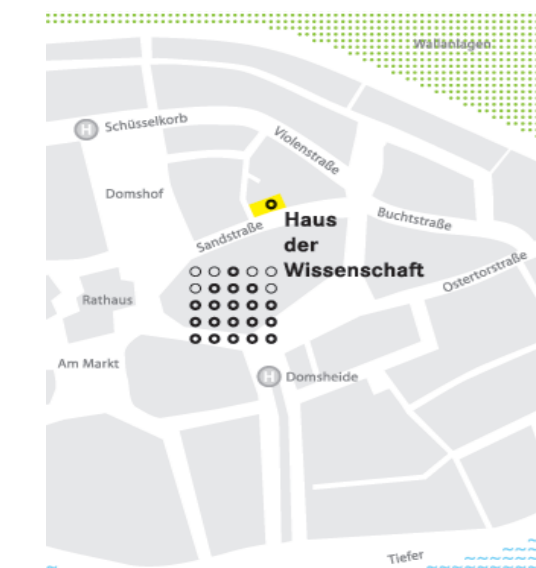 Wallanlagen
H Schüsselkorb
Violenstraße
Domshof
Buchtstraße
Sandstraße
Haus
der
Wissenschaft
Ostertorstraße
Rathaus
Am Markt
H Domsheide
Tiefer